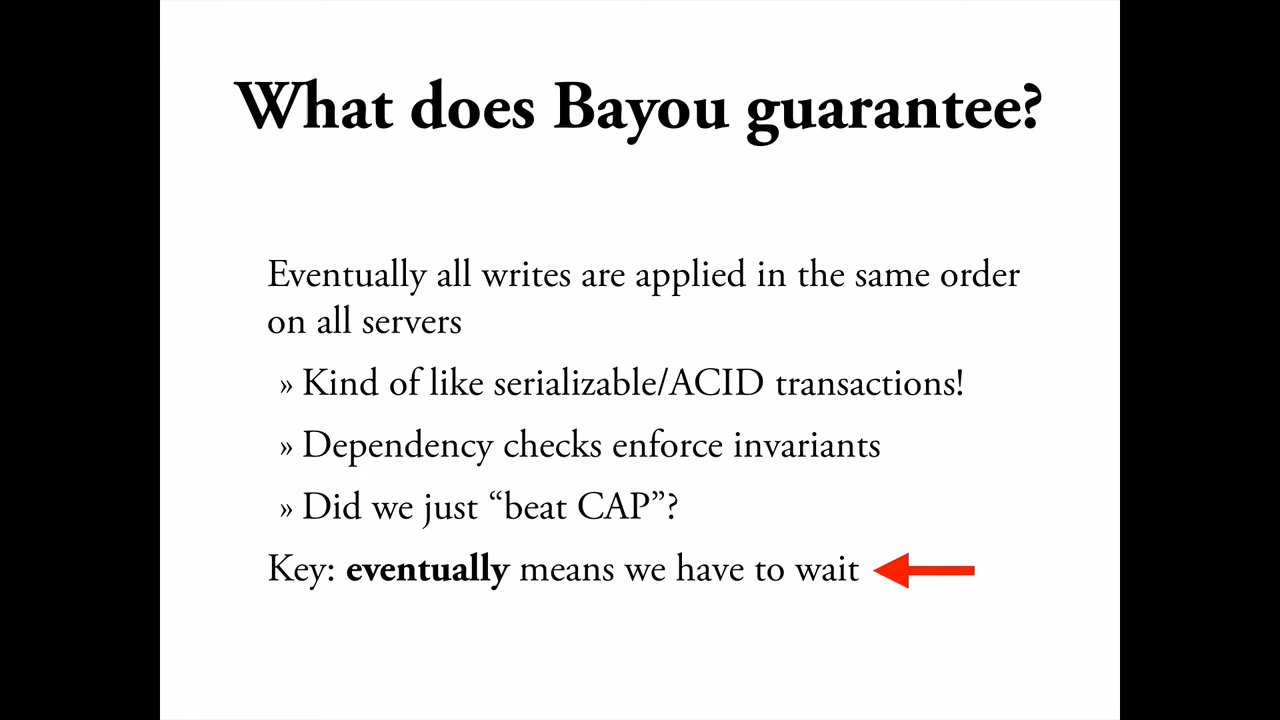 What does Bayou guarantee?
Eventually all writes are applied in the same order
on all servers
» Kind of like serializable/ACID transactions!
» Dependency checks enforce invariants
» Did we just “beat CAP”?
Key: eventually means we have to wait